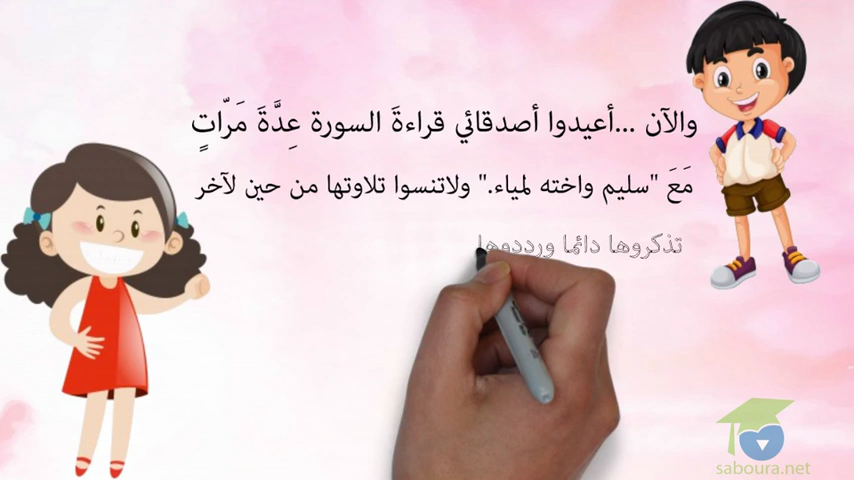 والآن ...أعيدوا أصدقائي قراءةَ السورة عِدَّةَ مَرّاتٍ
مَعَ "سليم واخته لمياء." ولاتنسوا تلاوتها من حين لآخر
تذكروها دائما ورددوها
saboura.net